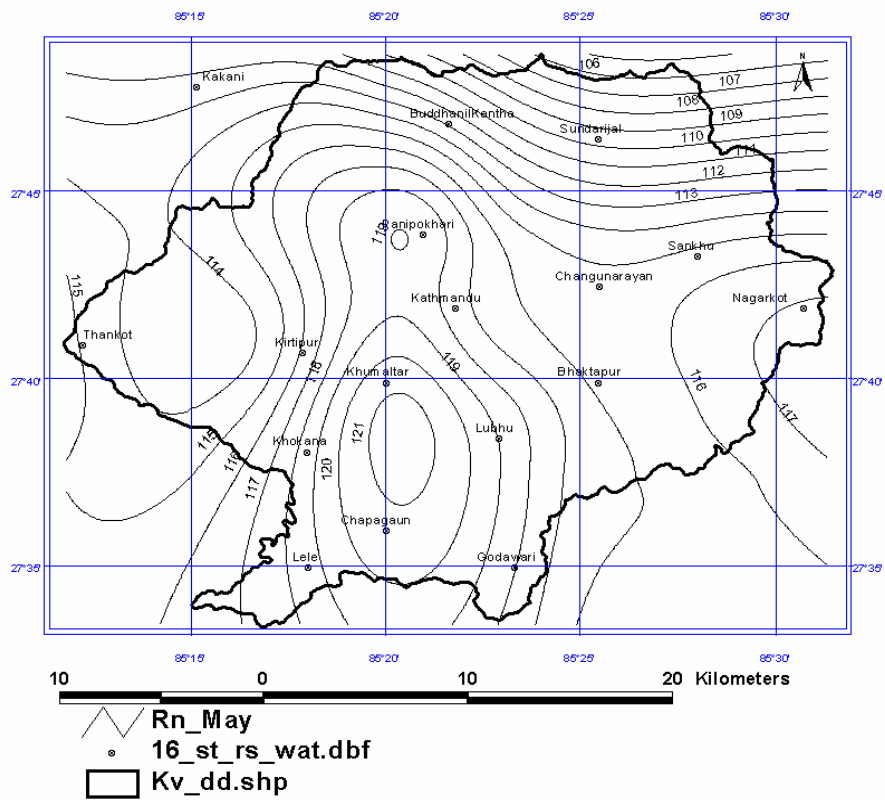 85°15' 85°20' 85°25' 85°30'
106
N
Kakani
107
108
BuddhanilKantha
109
Sundarijal
110
111
112
27°45' 113 27°45'
Ranipokhari
119
Sankhu
114
Changunarayan
115
Kathmandu Nagarkot
Thankot
Kirtipur
119
118
Khumaltar Bhaktapur
27°40' 116 27°40'
117
121 Lubhu
115 Khokana
116
120
117
Chapagaun
Lele Godawari
27°35' 27°35'
85°15' 85°20' 85°25' 85°30'
10 0 10 20 Kilometers
Rn_May
16_st_rs_wat.dbf
Kv_dd.shp